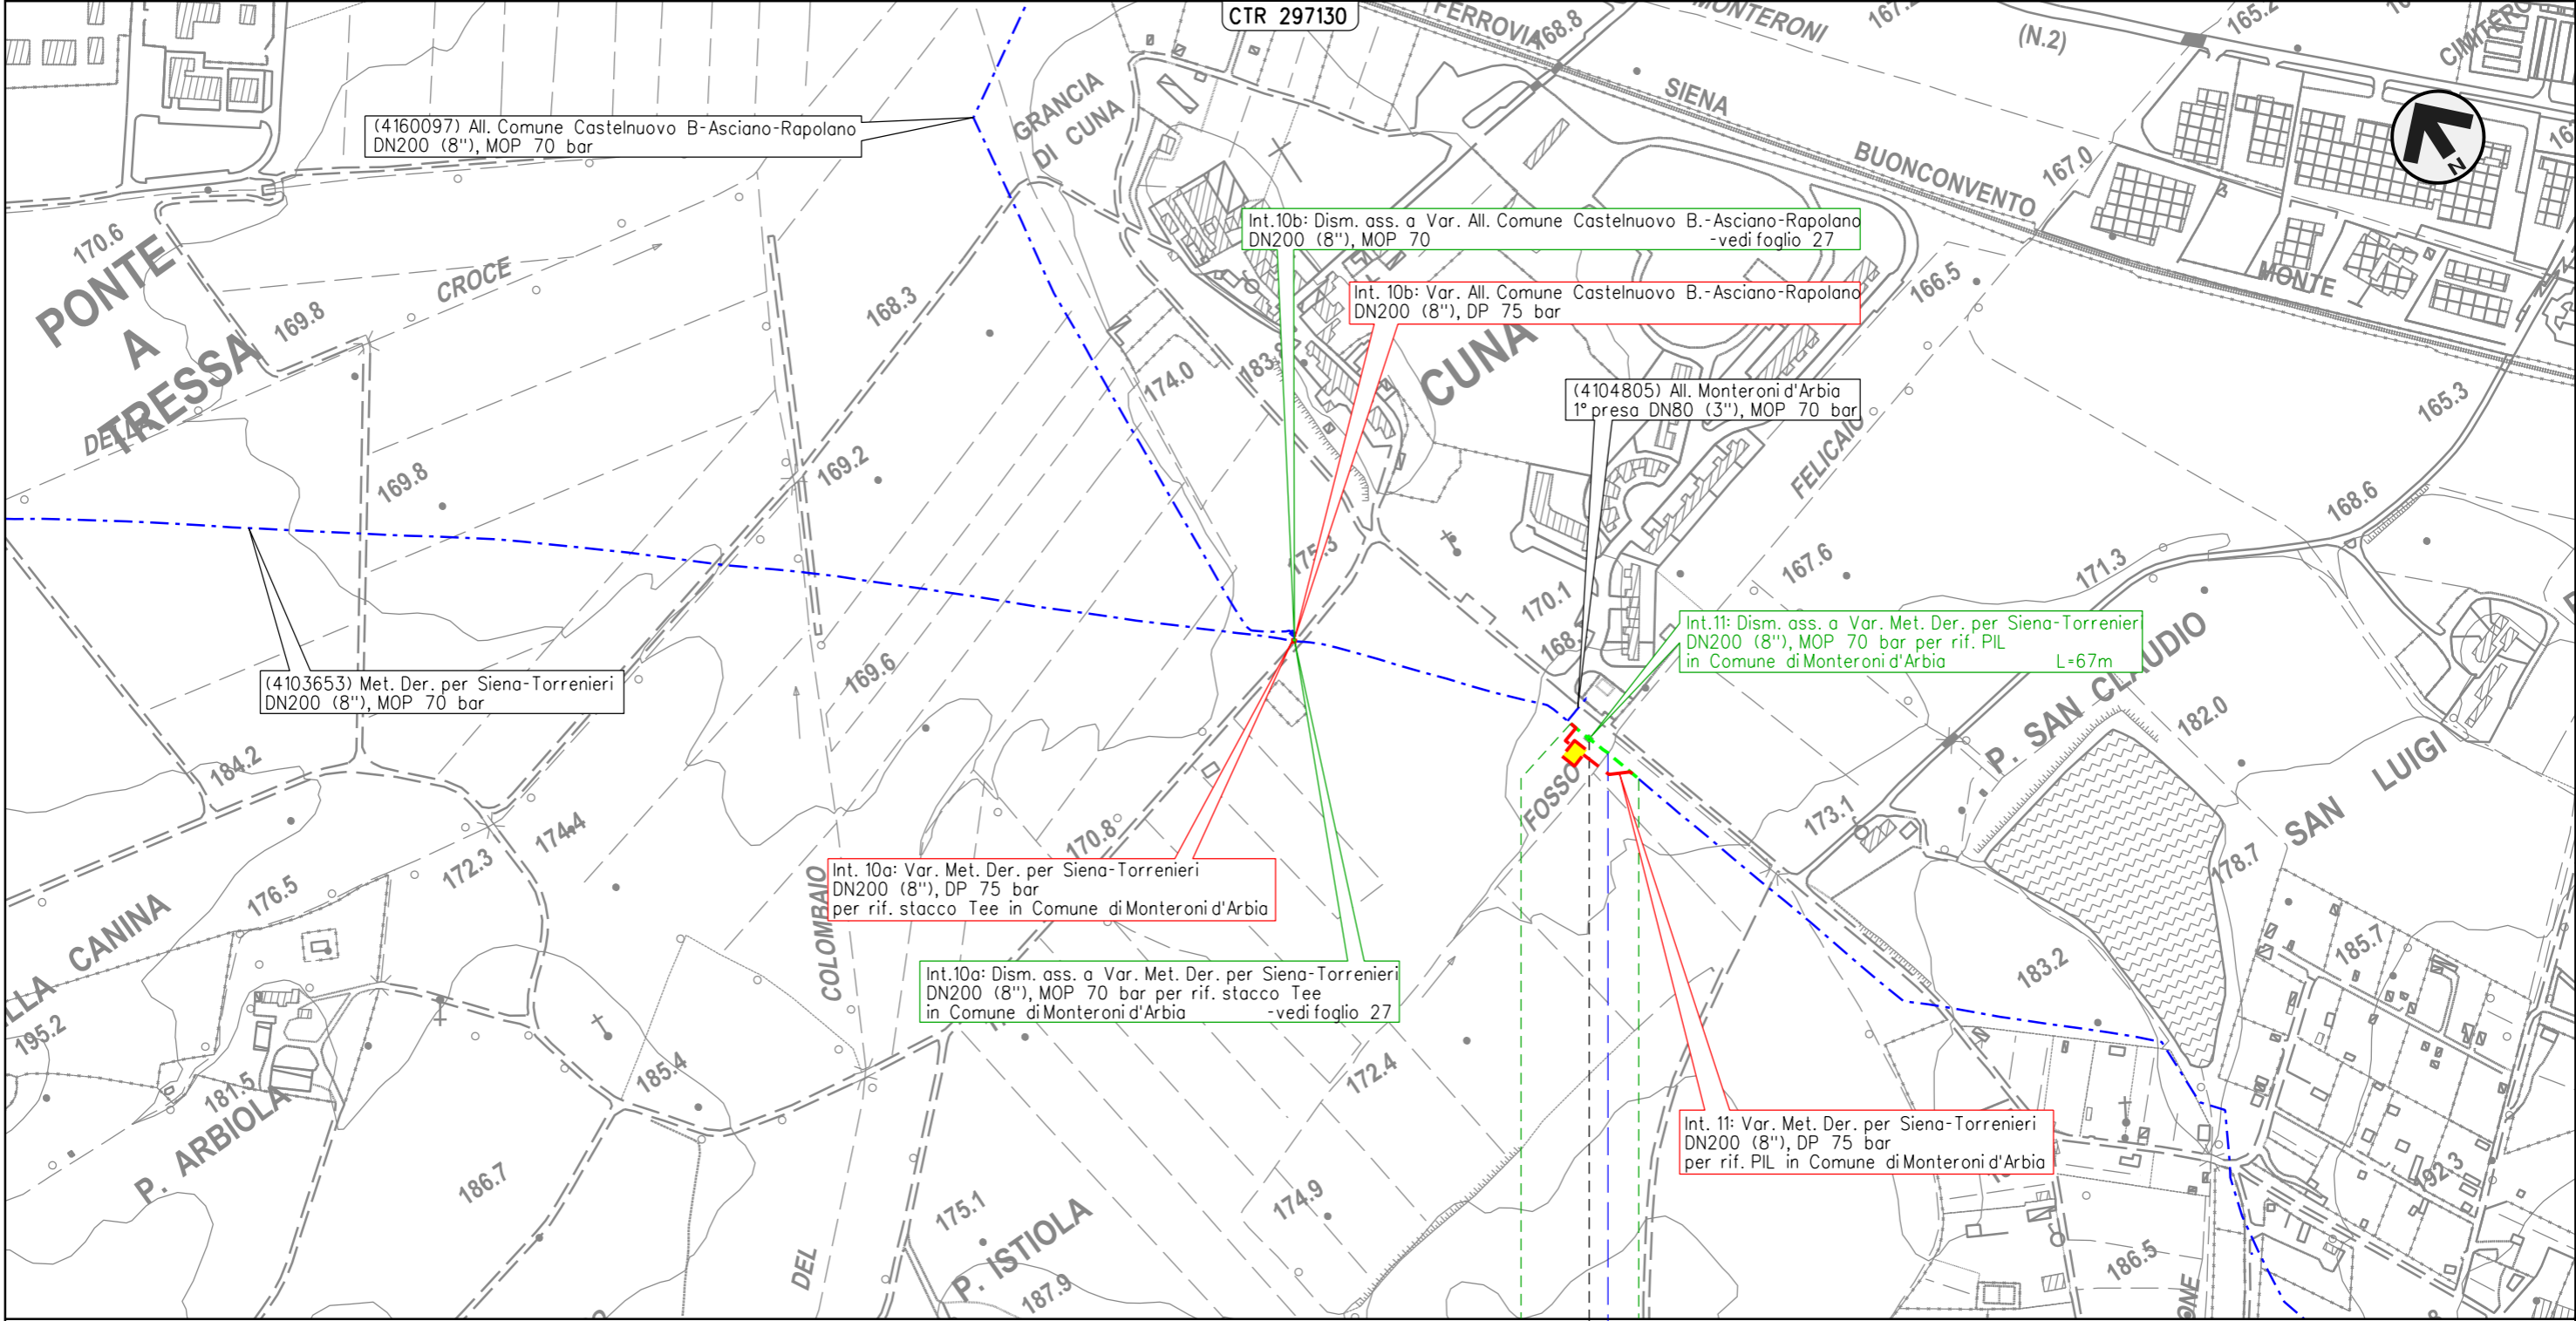 CTR 297130
FERROVIA
168.8
MONTERONI
(N.2)
165.2
CIMITERO
SIENA
BUONCONVENTO
167.0
MONTE
N
GRANCIA
DI CUNA
(4160097) All. Comune Castelnuovo B-Asciano-Rapolano
DN200 (8"), MOP 70 bar
170.6
PONTE
A
TRESSA
CROCE
169.8
168.3
Int.10b: Dism. ass. a Var. All. Comune Castelnuovo B.-Asciano-Rapolano
DN200 (8"), MOP 70 -vedi foglio 27
Int. 10b: Var. All. Comune Castelnuovo B.-Asciano-Rapolano
DN200 (8"), DP 75 bar
166.5
174.0
CUNA
(4104805) All. Monteroni d'Arbia
1° presa DN80 (3"), MOP 70 bar
165.3
FELICAIO
169.8
169.2
168.6
175.3
167.6
171.3
170.1
Int.11: Dism. ass. a Var. Met. Der. per Siena-Torrenieri
DN200 (8"), MOP 70 bar per rif. PIL
in Comune di Monteroni d'Arbia L=67m
P. SAN CLAUDIO
182.0
SAN LUIGI
(4103653) Met. Der. per Siena-Torrenieri
DN200 (8"), MOP 70 bar
169.6
184.2
FOSSO
173.1
178.7
174.4
172.3
170.8
176.5
Int. 10a: Var. Met. Der. per Siena-Torrenieri
DN200 (8"), DP 75 bar
per rif. stacco Tee in Comune di Monteroni d'Arbia
COLOMBAIO
CANINA
195.2
Int.10a: Dism. ass. a Var. Met. Der. per Siena-Torrenieri
DN200 (8"), MOP 70 bar per rif. stacco Tee
in Comune di Monteroni d'Arbia -vedi foglio 27
183.2
185.7
181.5
P. ARBIOLA
185.4
172.4
Int. 11: Var. Met. Der. per Siena-Torrenieri
DN200 (8"), DP 75 bar
per rif. PIL in Comune di Monteroni d'Arbia
186.7
175.1
174.9
192.3
DEL
P. ISTIOLA
187.9
186.5